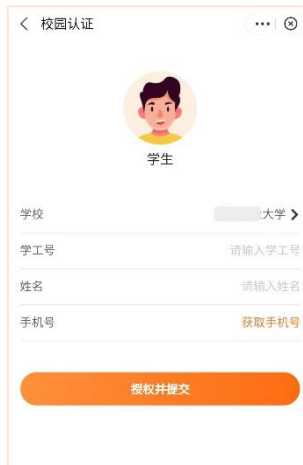 校园认证
学生
学校 大学
学工号 请输入学工号
姓名 请输入姓名
手机号 获取手机号
授权并提交